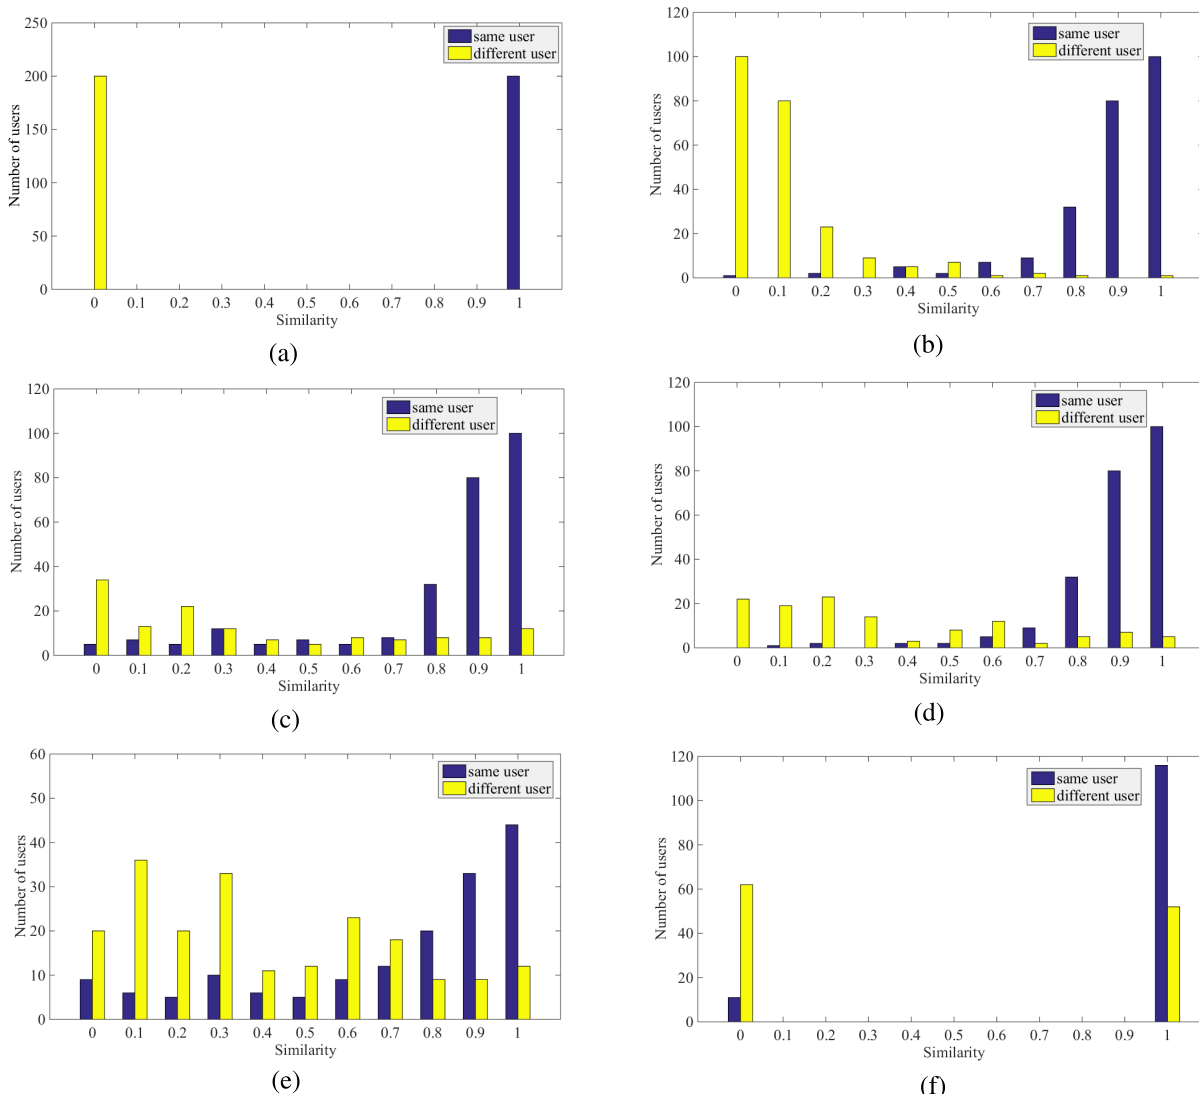 250
200
150
100
50
0
Number of users
same user
different user
0 0.1 0.2 0.3 0.4 0.5 0.6 0.7 0.8 0.9 1
Similarity
(a)
120
100
80
60
40
20
0
Number of users
same user
different user
0 0.1 0.2 0.3 0.4 0.5 0.6 0.7 0.8 0.9 1
Similarity
(b)
120
100
80
60
40
20
0
Number of users
same user
different user
0 0.1 0.2 0.3 0.4 0.5 0.6 0.7 0.8 0.9 1
Similarity
(c)
120
100
80
60
40
20
0
Number of users
same user
different user
0 0.1 0.2 0.3 0.4 0.5 0.6 0.7 0.8 0.9 1
Similarity
(d)
60
50
40
30
20
10
0
Number of users
same user
different user
0 0.1 0.2 0.3 0.4 0.5 0.6 0.7 0.8 0.9 1
Similarity
(e)
120
100
80
60
40
20
0
Number of users
same user
different user
0 0.1 0.2 0.3 0.4 0.5 0.6 0.7 0.8 0.9 1
Similarity
(f)